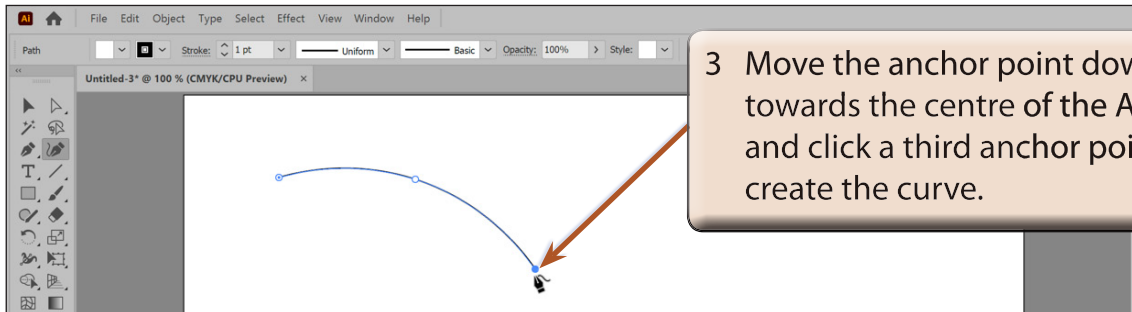 Ai File Edit Object Type Select Effect View Window Help
Path Stroke: 1 pt Uniform Basic Opacity: 100% Style:
Untitled-3* @ 100 % (CMYK/CPU Preview) ×
3 Move the anchor point
towards the centre of the
and click a third anchor
create the curve.